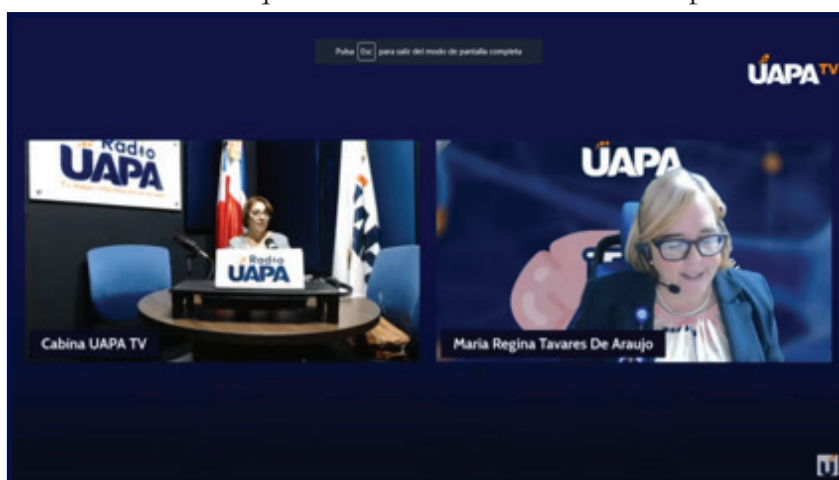 Pulsa Esc para salir del modo de pantalla completa
UAPA TV
Radio
UAPA
Radio
UAPA
Cabina UAPA TV
UAPA
Maria Regina Tavares De Araujo